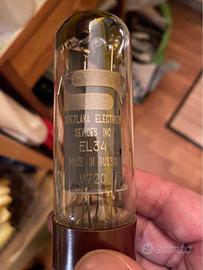 SVETLANA ELECTRON
DEVICES INC
EL34
MADE IN RUSSIA
9720
subito